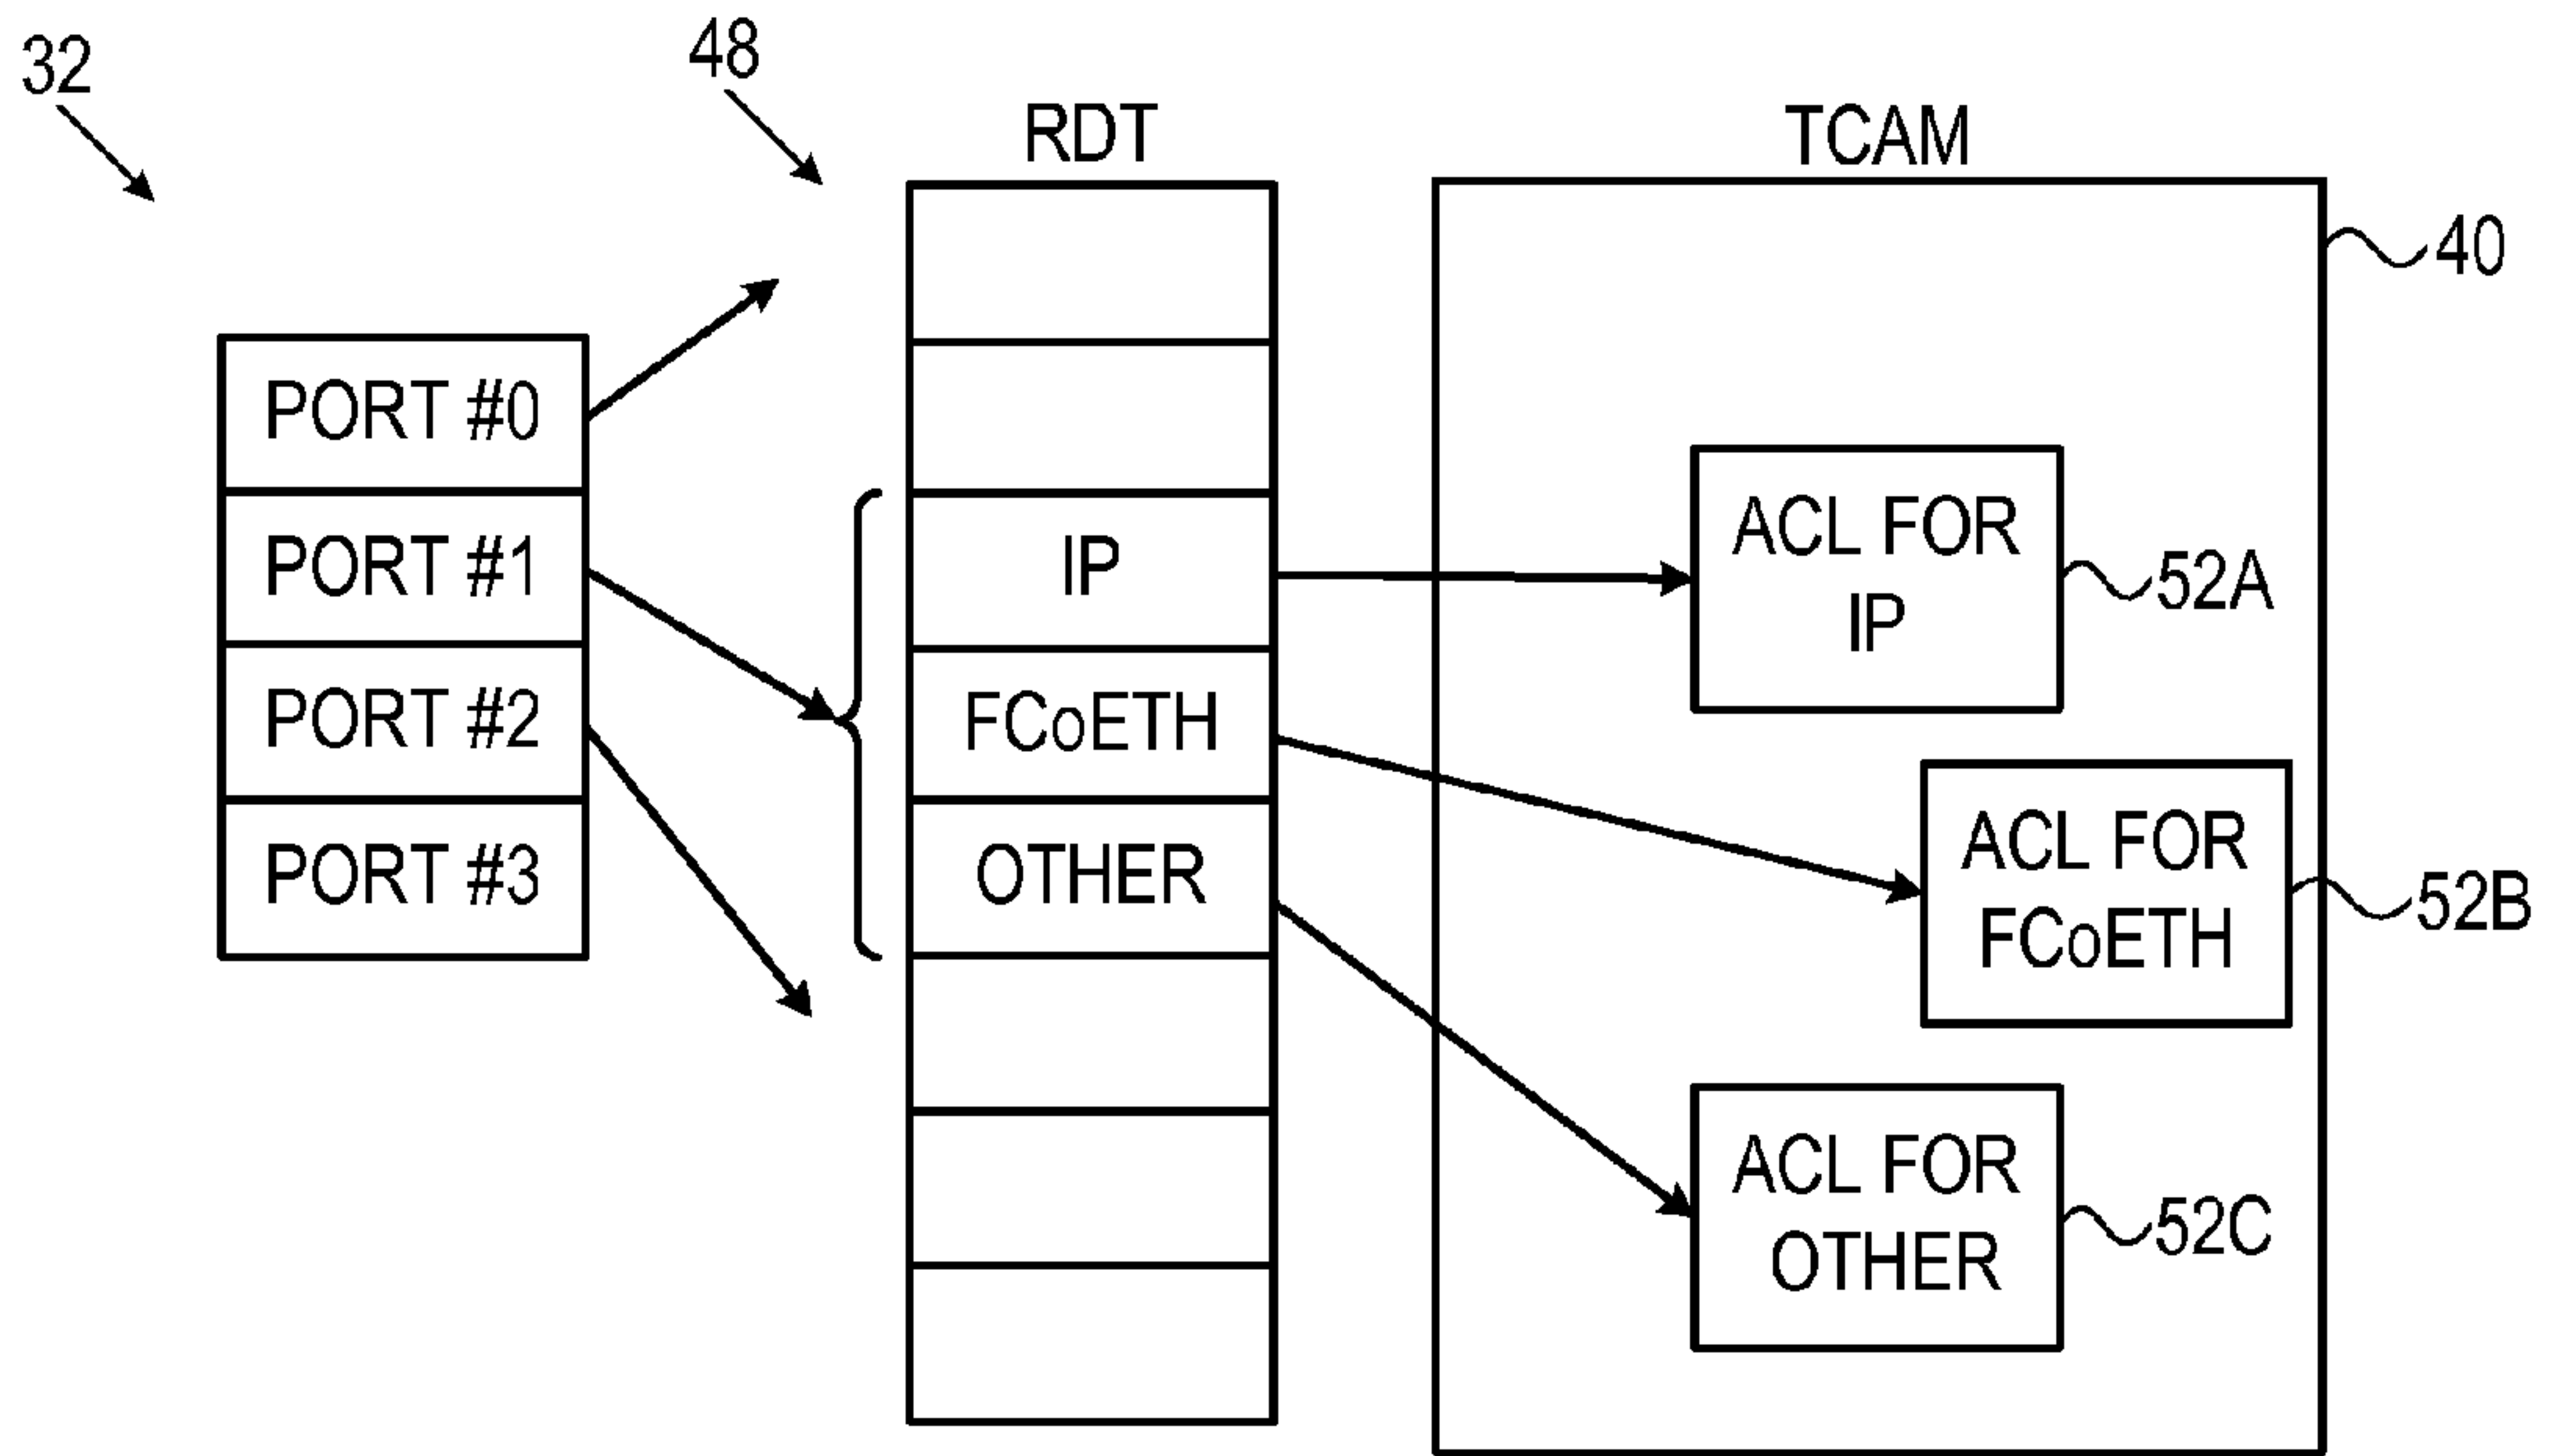 32
48
RDT
TCAM
40
PORT #0
PORT #1
PORT #2
PORT #3
IP
FCoETH
OTHER
ACL FOR
IP
52A
ACL FOR
FCoETH
52B
ACL FOR
OTHER
52C